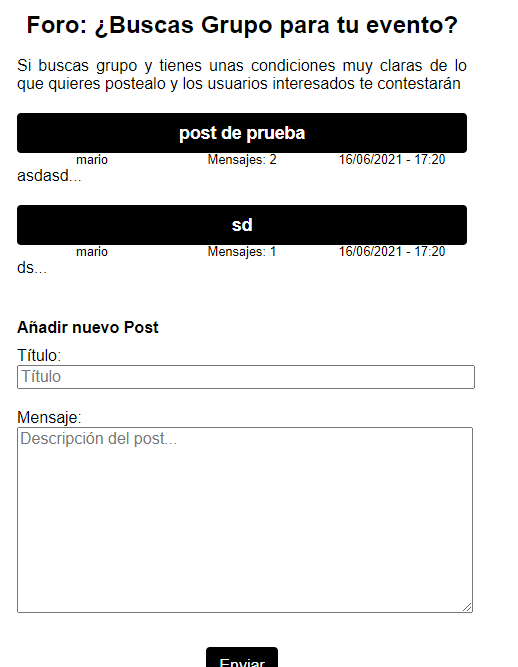 Foro: ¿Buscas Grupo para tu evento?
Si buscas grupo y tienes unas condiciones muy claras de lo
que quieres postealo y los usuarios interesados te contestarán
post de prueba
mario Mensajes: 2 16/06/2021 - 17:20
asdasd...
sd
mario Mensajes: 1 16/06/2021 - 17:20
ds...
Añadir nuevo Post
Título:
Título
Mensaje:
Descripción del post...
Enviar